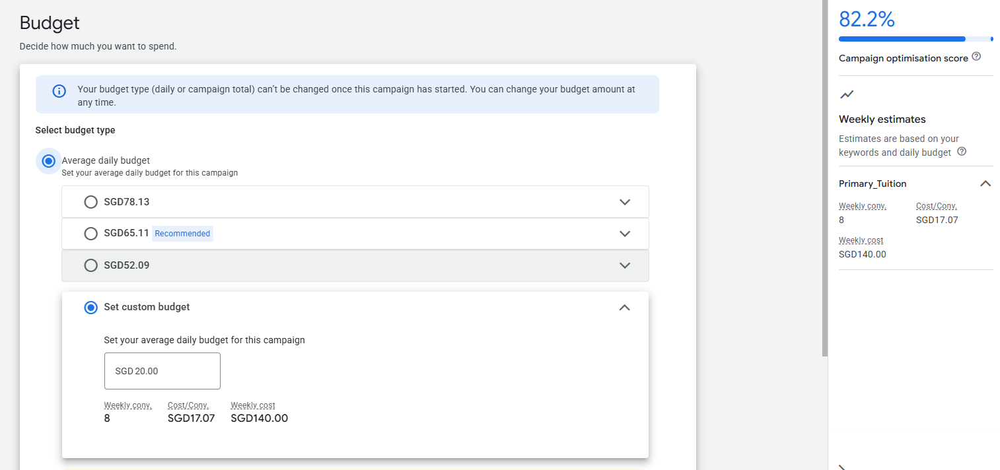 Budget
Decide how much you want to spend.
Your budget type (daily or campaign total) can't be changed once this campaign has started. You can change your budget amount at
any time.
Select budget type
Average daily budget
Set your average daily budget for this campaign
SGD78.13
SGD65.11 Recommended
SGD52.09
Set custom budget
Set your average daily budget for this campaign
SGD 20.00
Weekly conv. Cost/Conv. Weekly cost
8 SGD17.07 SGD140.00
82.2%
Campaign optimisation score
Weekly estimates
Estimates are based on your
keywords and daily budget
Primary_Tuition
Weekly conv. Cost/Conv.
8 SGD17.07
Weekly cost
SGD140.00